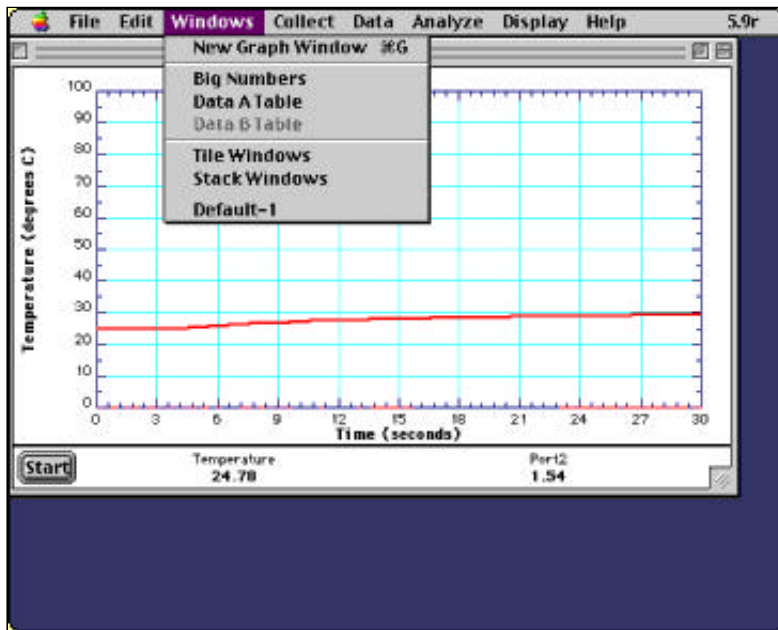 File Edit Windows Collect Data Analyze Display Help 5.9r
New Graph Window ⌘G
Big Numbers
Data A Table
Data B Table
Tile Windows
Stack Windows
Default-1
Temperature (degrees C)
100
90
80
70
60
50
40
30
20
10
0
0 3 6 9 12 15 18 21 24 27 30
Time (seconds)
Start
Temperature
24.78
Port2
1.54